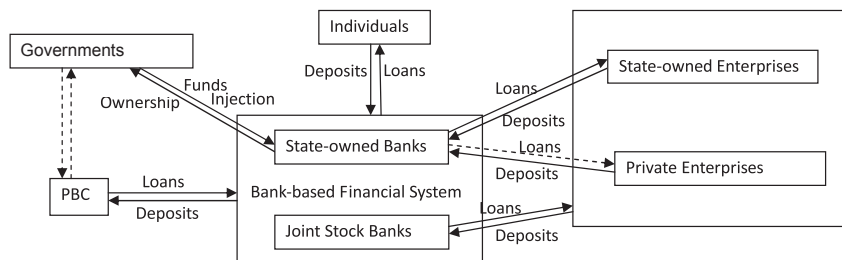 Individuals
Governments
Deposits
Loans
State-owned Enterprises
Funds
Injection
Ownership
Loans
Deposits
State-owned Banks
Loans
Deposits
Private Enterprises
PBC
Loans
Deposits
Bank-based Financial System
Loans
Deposits
Joint Stock Banks